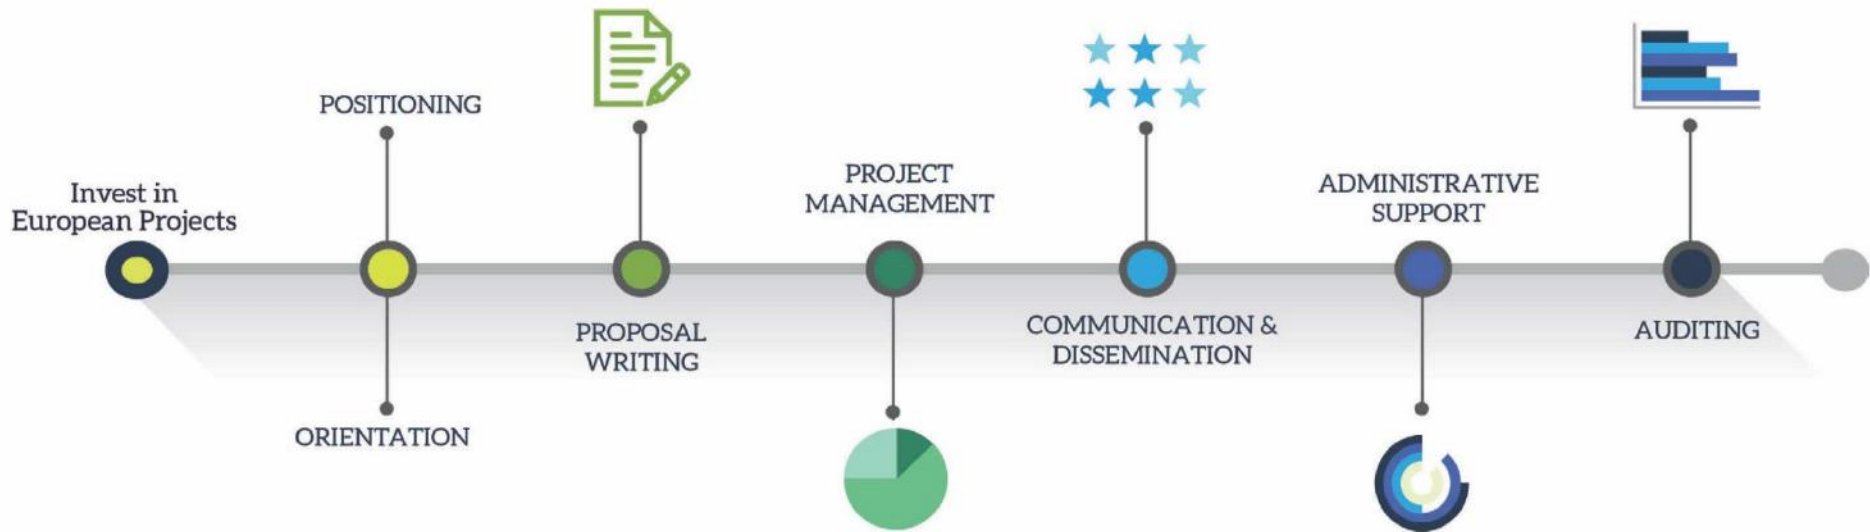 Invest in
European Projects
POSITIONING
ORIENTATION
PROPOSAL
WRITING
PROJECT
MANAGEMENT
COMMUNICATION &
DISSEMINATION
ADMINISTRATIVE
SUPPORT
AUDITING